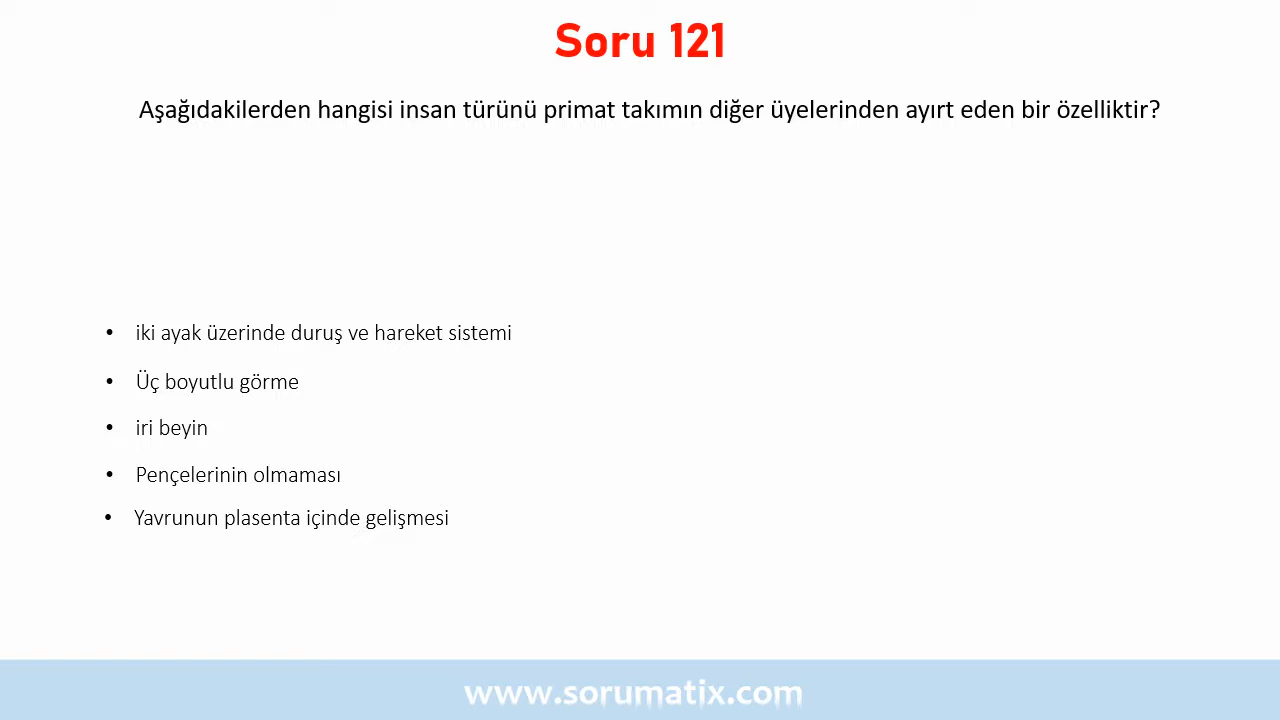 Soru 121
Aşağıdakilerden hangisi insan türünü primat takımın diğer üyelerinden ayırt eden bir özelliktir?
• iki ayak üzerinde duruş ve hareket sistemi
• Üç boyutlu görme
• iri beyin
• Pençelerinin olmaması
• Yavrunun plasenta içinde gelişmesi
www.sorumatix.com